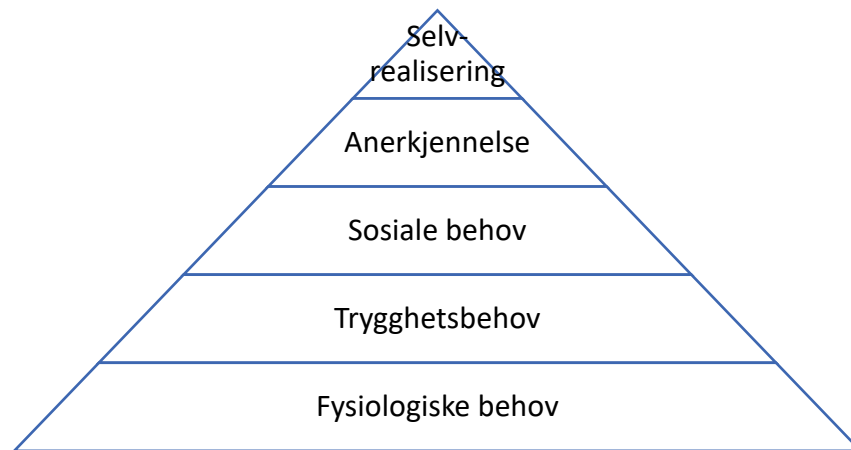 Selv-
realisering
Anerkjennelse
Sosiale behov
Trygghetsbehov
Fysiologiske behov